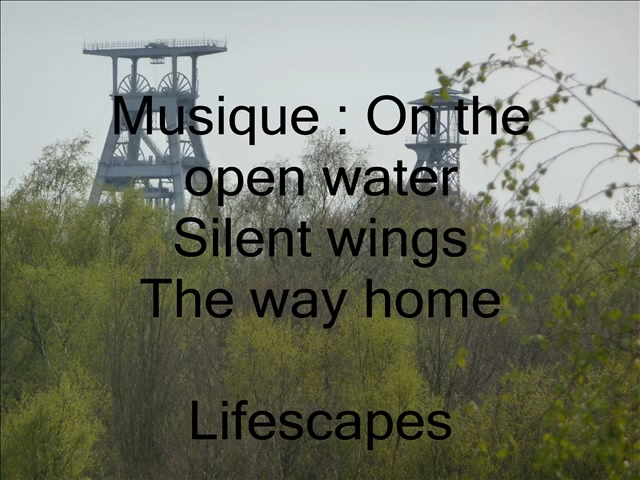 Musique : On the
open water
Silent wings
The way home
Lifescapes